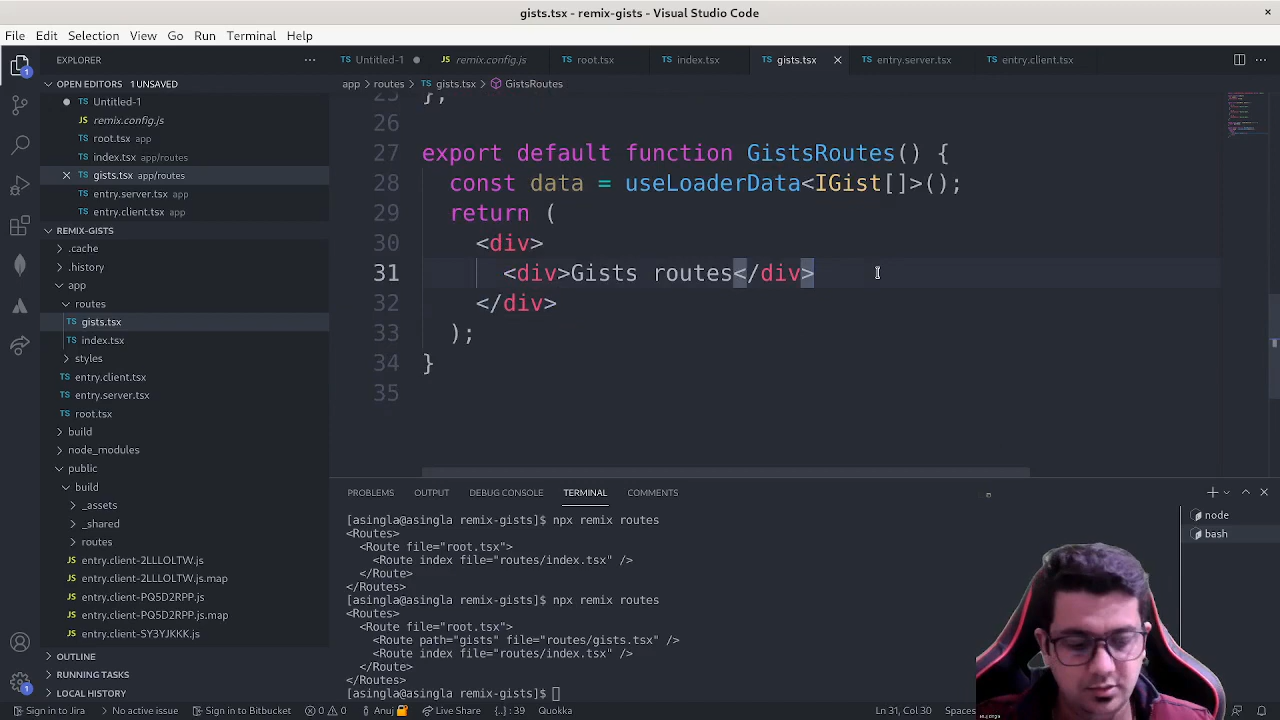 gists.tsx - remix-gists - Visual Studio Code
File Edit Selection View Go Run Terminal Help
EXPLORER
Untitled-1 remix.config.js root.tsx index.tsx gists.tsx entry.server.tsx entry.client.tsx
OPEN EDITORS 1 UNSAVED
app > routes > gists.tsx > GistsRoutes
Untitled-1
remix.config.js
root.tsx app
index.tsx app/routes
gists.tsx app/routes
entry.server.tsx app
entry.client.tsx app
REMIX-GISTS
.cache
.history
app
routes
gists.tsx
index.tsx
styles
entry.client.tsx
entry.server.tsx
root.tsx
build
node_modules
public
build
_assets
_shared
routes
entry.client-2LLLOLTW.js
entry.client-2LLLOLTW.js.map
entry.client-PQ5D2RPP.js
entry.client-PQ5D2RPP.js.map
entry.client-SY3YJKKK.js
OUTLINE
RUNNING TASKS
LOCAL HISTORY
25 };
26
27 export default function GistsRoutes() {
28 const data = useLoaderData<IGist[]>();
29 return (
30 <div>
31 <div>Gists routes</div>
32 </div>
33 );
34 }
35
PROBLEMS OUTPUT DEBUG CONSOLE TERMINAL COMMENTS
node
bash
[asingla@asingla remix-gists]$ npx remix routes
<Routes>
<Route file="root.tsx">
<Route index file="routes/index.tsx" />
</Route>
</Routes>
[asingla@asingla remix-gists]$ npx remix routes
<Routes>
<Route file="root.tsx">
<Route path="gists" file="routes/gists.tsx" />
<Route index file="routes/index.tsx" />
</Route>
</Routes>
[asingla@asingla remix-gists]$
Sign in to Jira No active issue Sign in to Bitbucket 0 0 Anuj Live Share {..} : 39 Quokka Ln 31, Col 30 Spaces